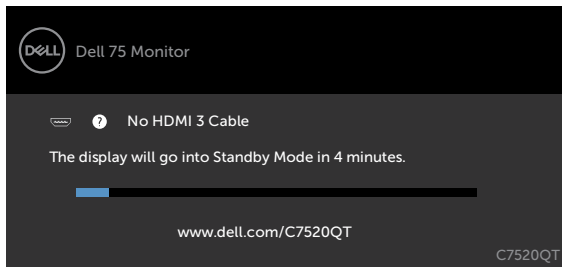 DELL Dell 75 Monitor
? No HDMI 3 Cable
The display will go into Standby Mode in 4 minutes.
www.dell.com/C7520QT
C7520QT